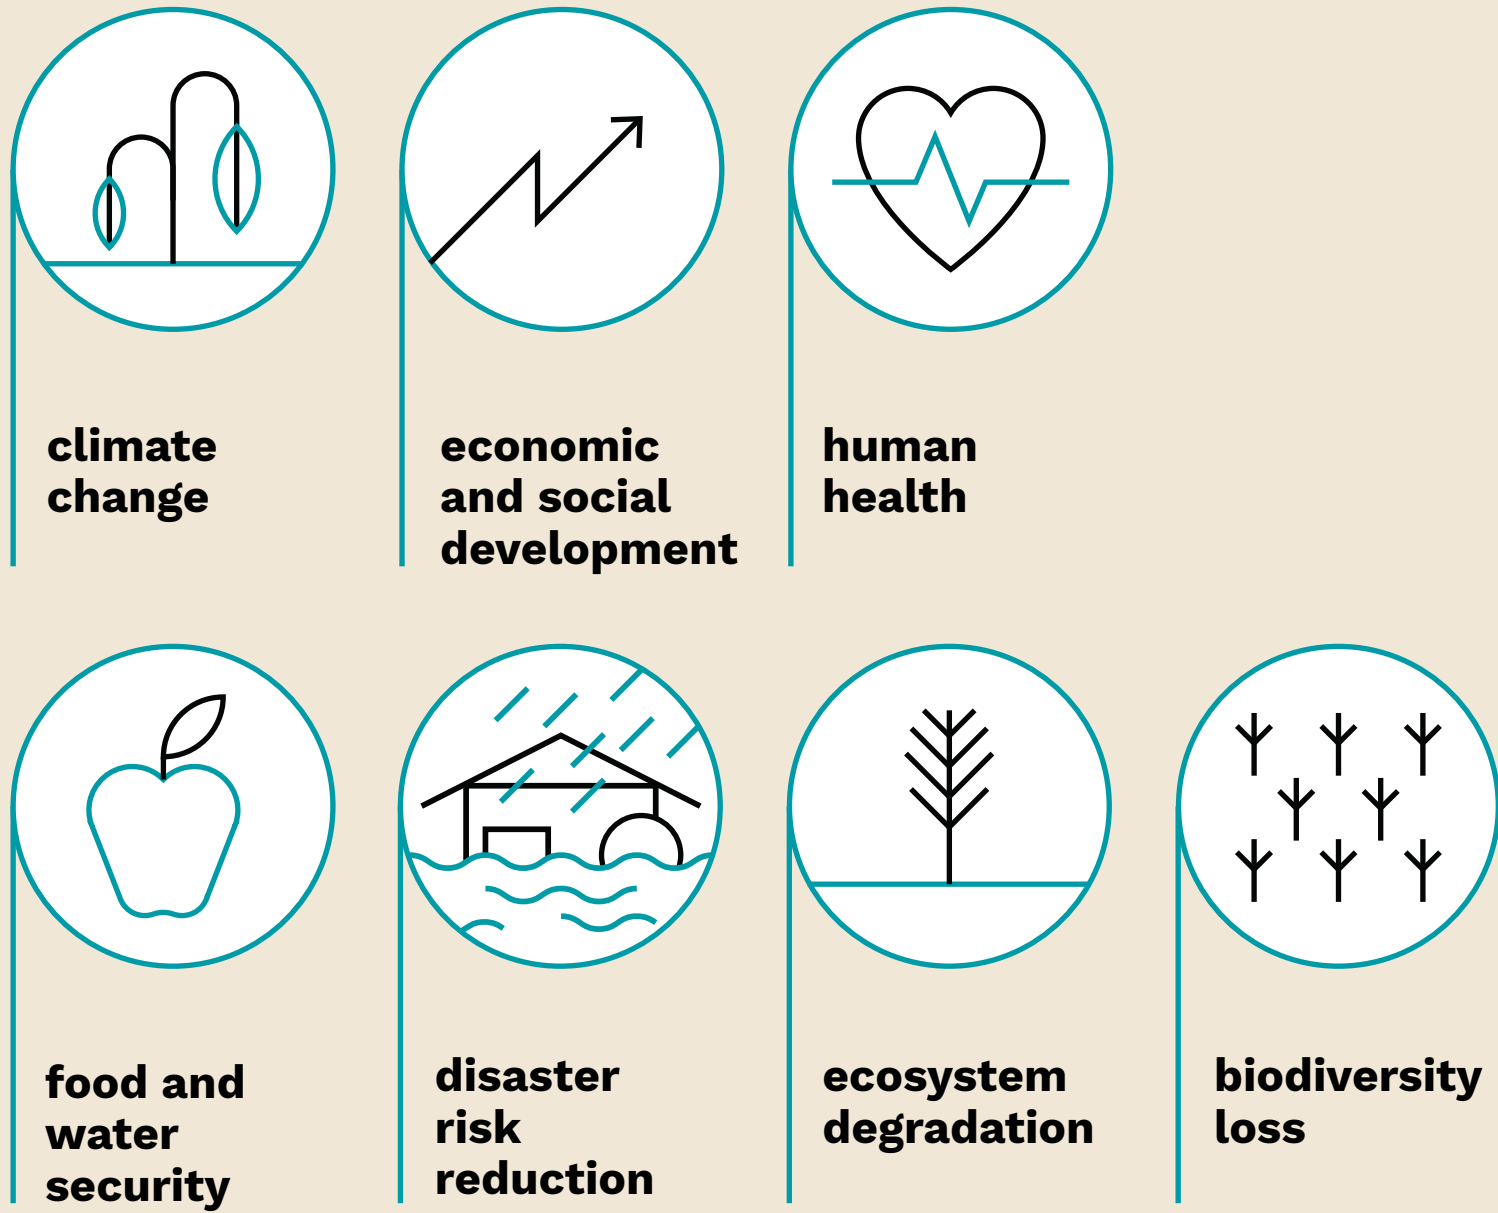 climate
change
economic
and social
development
human
health
food and
water
security
disaster
risk
reduction
ecosystem
degradation
biodiversity
loss